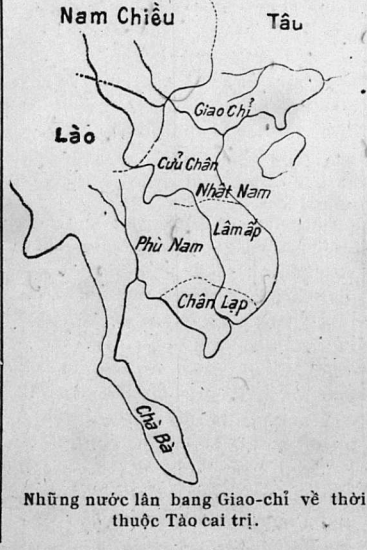 Nam Chiều
Tâu
Giao Chỉ
Lào
Cửu Chân
Nhật Nam
Lâm ấp
Phù Nam
Chân Lạp
Chà Bà
Những nước lân bang Giao-chỉ về thời
thuộc Tào cai trị.